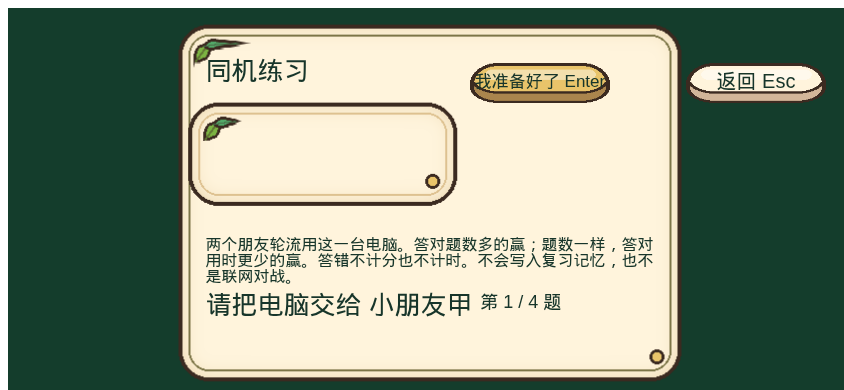 同机练习
我准备好了 Enter
返回 Esc
两个朋友轮流用这一台电脑。答对题数多的赢；题数一样，答对
用时更少的赢。答错不计分也不计时。不会写入复习记忆，也不
是联网对战。
请把电脑交给 小朋友甲 第 1 / 4 题